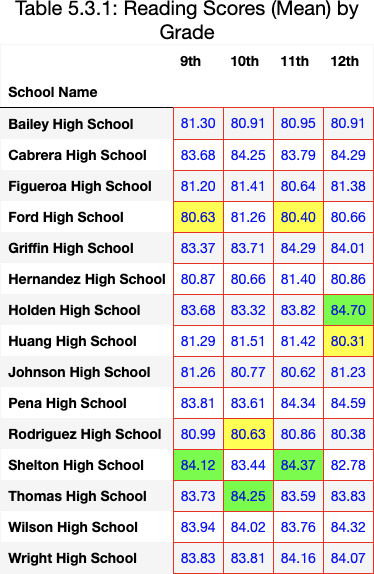 Table 5.3.1: Reading Scores (Mean) by
Grade
9th 10th 11th 12th
School Name
Bailey High School 81.30 80.91 80.95 80.91
Cabrera High School 83.68 84.25 83.79 84.29
Figueroa High School 81.20 81.41 80.64 81.38
Ford High School 80.63 81.26 80.40 80.66
Griffin High School 83.37 83.71 84.29 84.01
Hernandez High School 80.87 80.66 81.40 80.86
Holden High School 83.68 83.32 83.82 84.70
Huang High School 81.29 81.51 81.42 80.31
Johnson High School 81.26 80.77 80.62 81.23
Pena High School 83.81 83.61 84.34 84.59
Rodriguez High School 80.99 80.63 80.86 80.38
Shelton High School 84.12 83.44 84.37 82.78
Thomas High School 83.73 84.25 83.59 83.83
Wilson High School 83.94 84.02 83.76 84.32
Wright High School 83.83 83.81 84.16 84.07